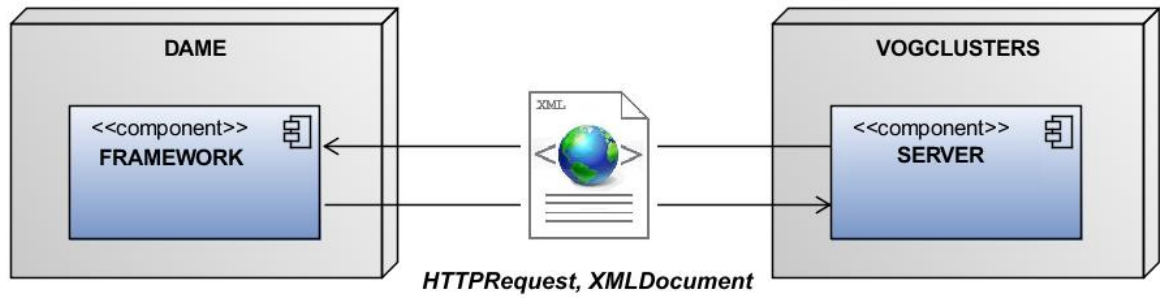 DAME
VOGCLUSTERS
XML
<<component>>
FRAMEWORK
<<component>>
SERVER
HTTPRequest, XMLDocument